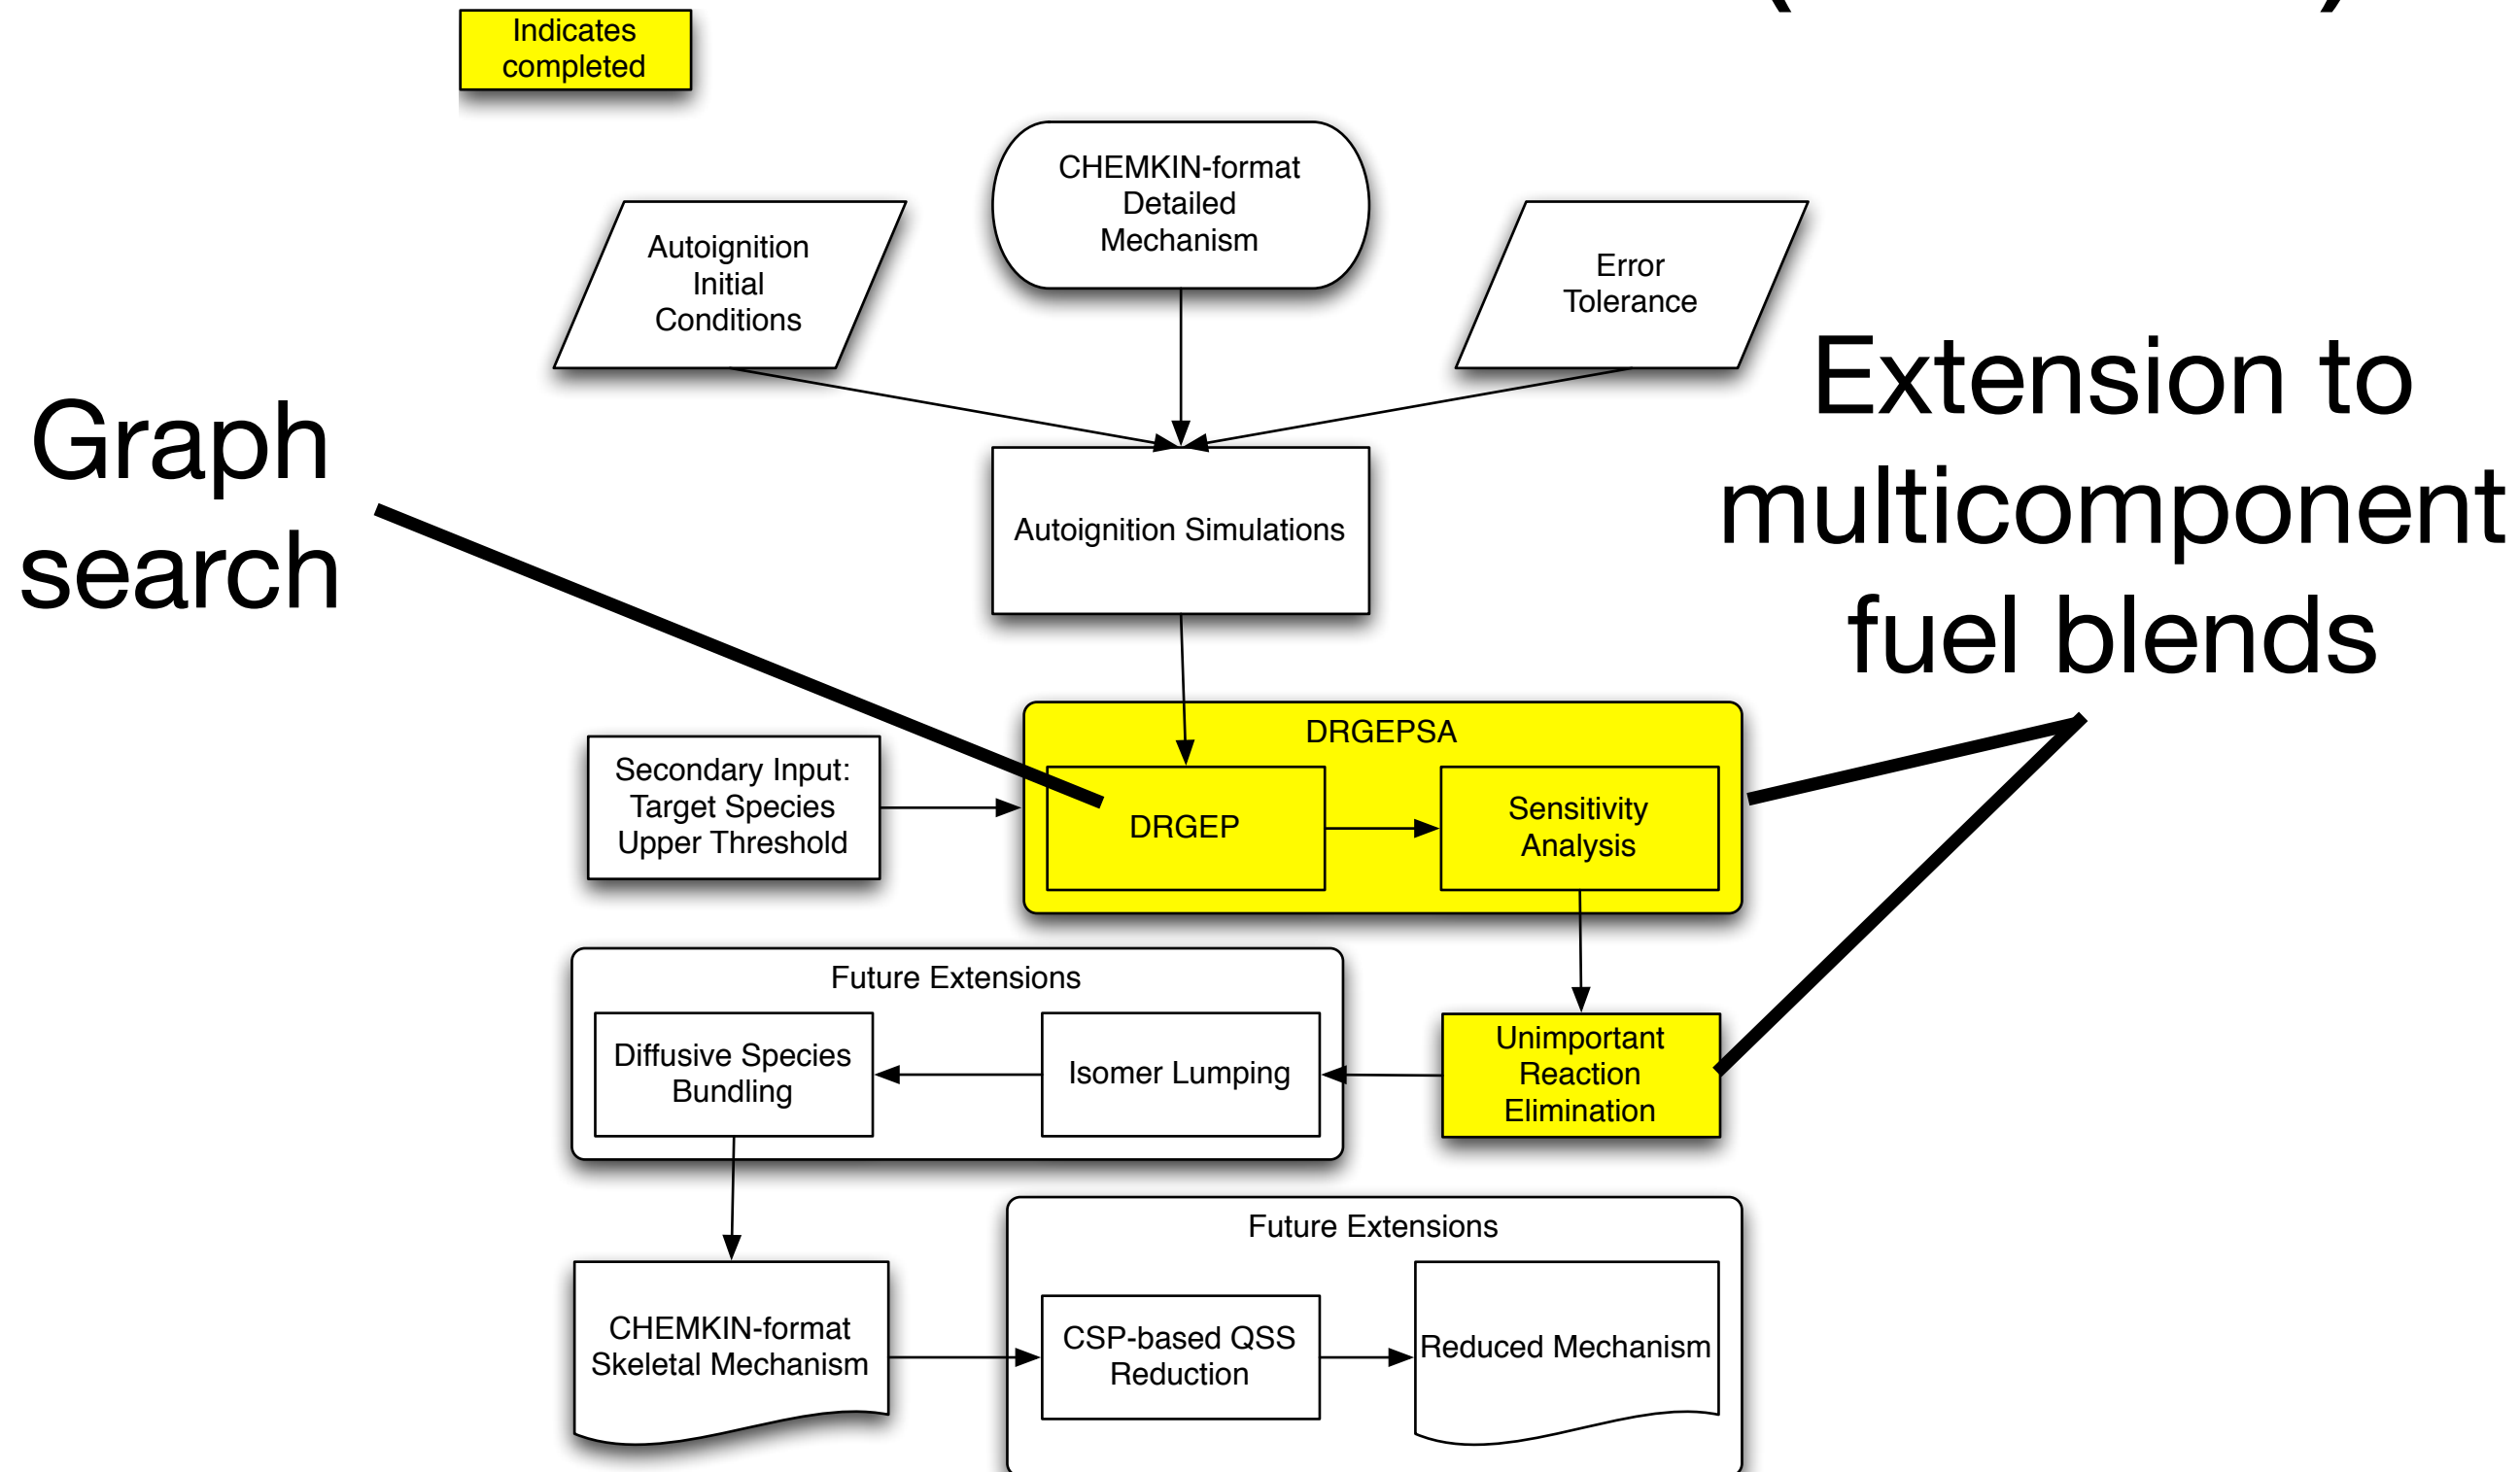 Indicates
completed
CHEMKIN-format
Detailed
Mechanism
Autoignition
Initial
Conditions
Error
Tolerance
Graph
search
Extension to
multicomponent
fuel blends
Autoignition Simulations
DRGEPSA
Secondary Input:
Target Species
Upper Threshold
DRGEP
Sensitivity
Analysis
Future Extensions
Diffusive Species
Bundling
Isomer Lumping
Unimportant
Reaction
Elimination
Future Extensions
CHEMKIN-format
Skeletal Mechanism
CSP-based QSS
Reduction
Reduced Mechanism